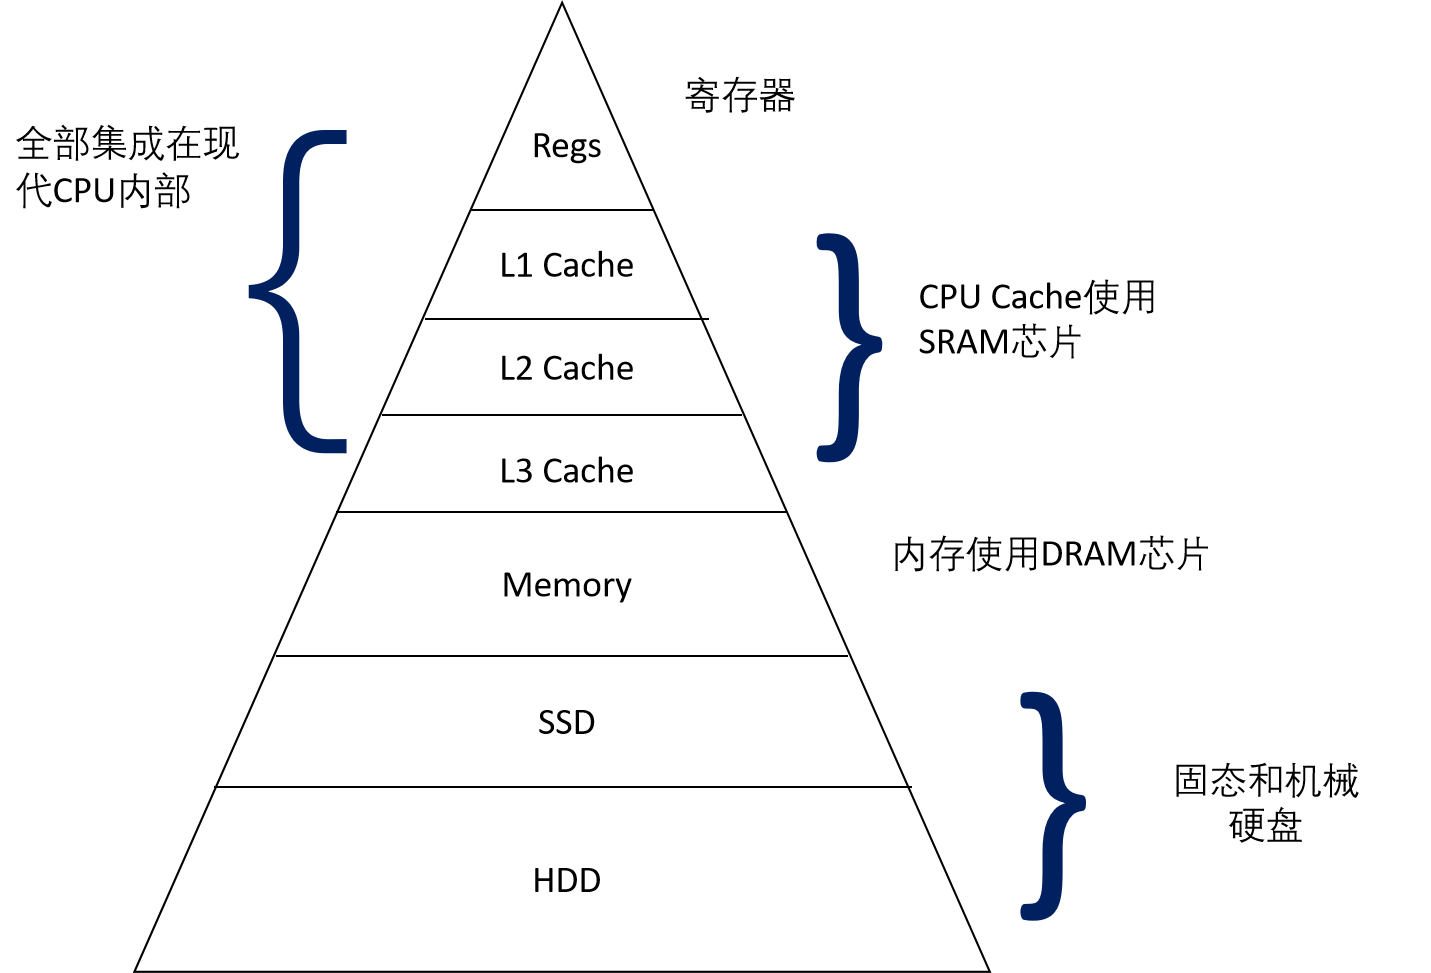 寄存器
全部集成在现
代CPU内部
Regs
L1 Cache
CPU Cache使用
SRAM芯片
L2 Cache
L3 Cache
内存使用DRAM芯片
Memory
SSD
固态和机械
硬盘
HDD